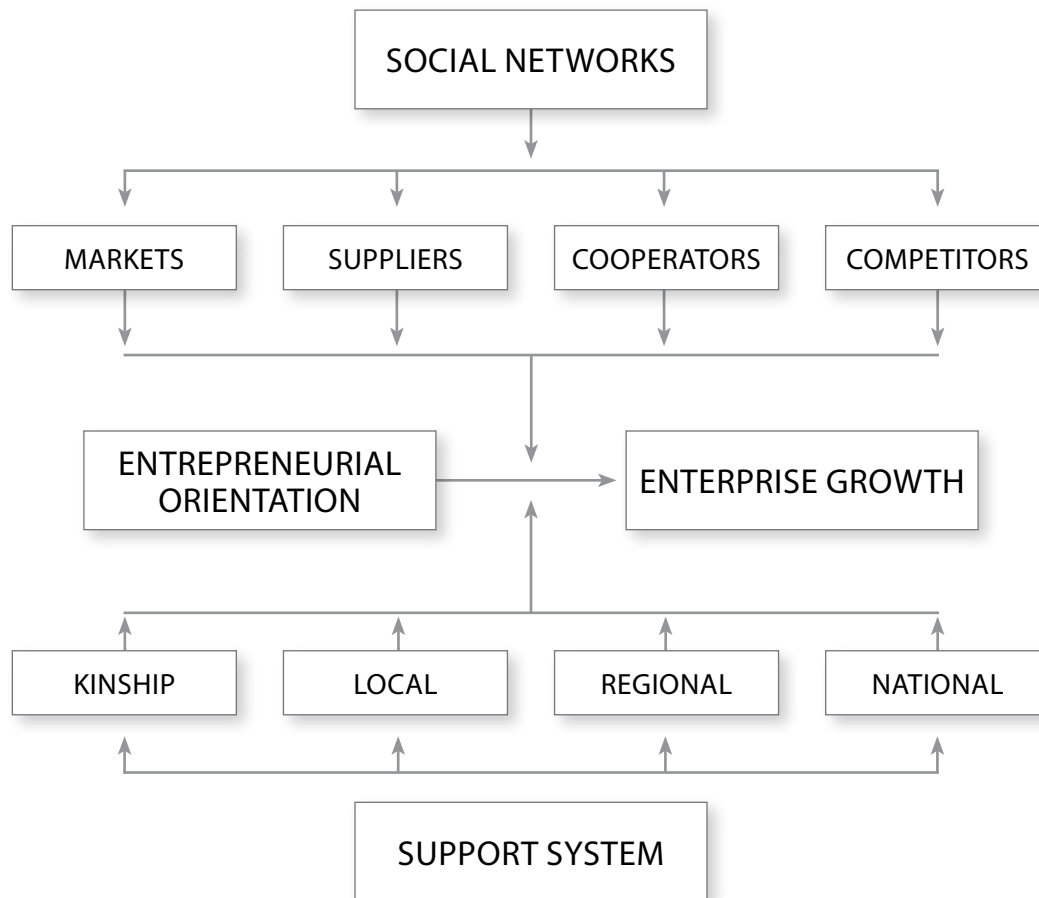 SOCIAL NETWORKS
MARKETS
SUPPLIERS
COOPERATORS
COMPETITORS
ENTREPRENEURIAL
ORIENTATION
ENTERPRISE GROWTH
KINSHIP
LOCAL
REGIONAL
NATIONAL
SUPPORT SYSTEM